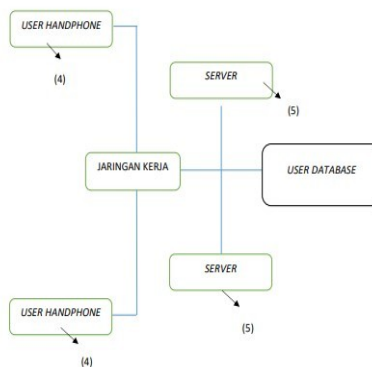 USER HANDPHONE
(4)
SERVER
(5)
JARINGAN KERJA
USER DATABASE
SERVER
(5)
USER HANDPHONE
(4)